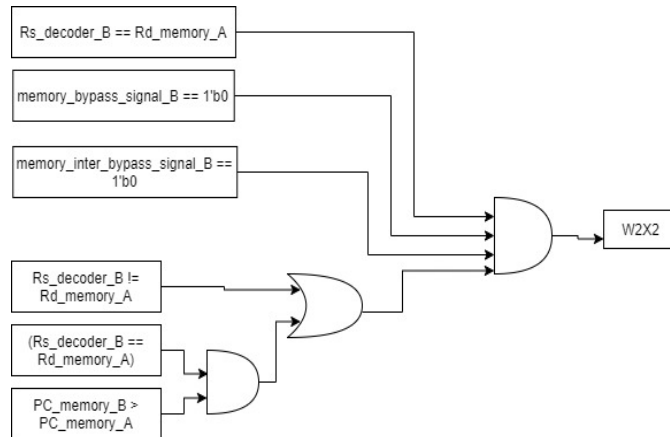 Rs_decoder_B == Rd_memory_A
memory_bypass_signal_B == 1'b0
memory_inter_bypass_signal_B ==
1'b0
W2X2
Rs_decoder_B !=
Rd_memory_A
(Rs_decoder_B ==
Rd_memory_A)
PC_memory_B >
PC_memory_A